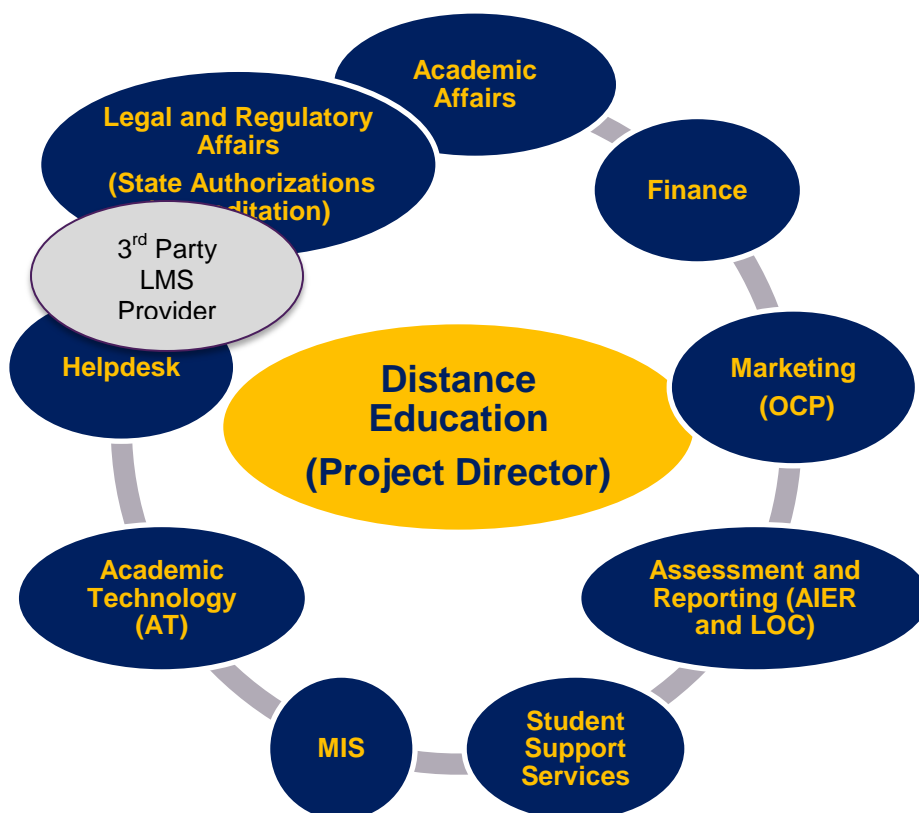 Academic
Affairs
Legal and Regulatory
Affairs
(State Authorizations
ditation)
3rd Party
LMS
Provider
Finance
Helpdesk
Distance
Education
(Project Director)
Marketing
(OCP)
Academic
Technology
(AT)
Assessment and
Reporting (AIER
and LOC)
MIS
Student
Support
Services